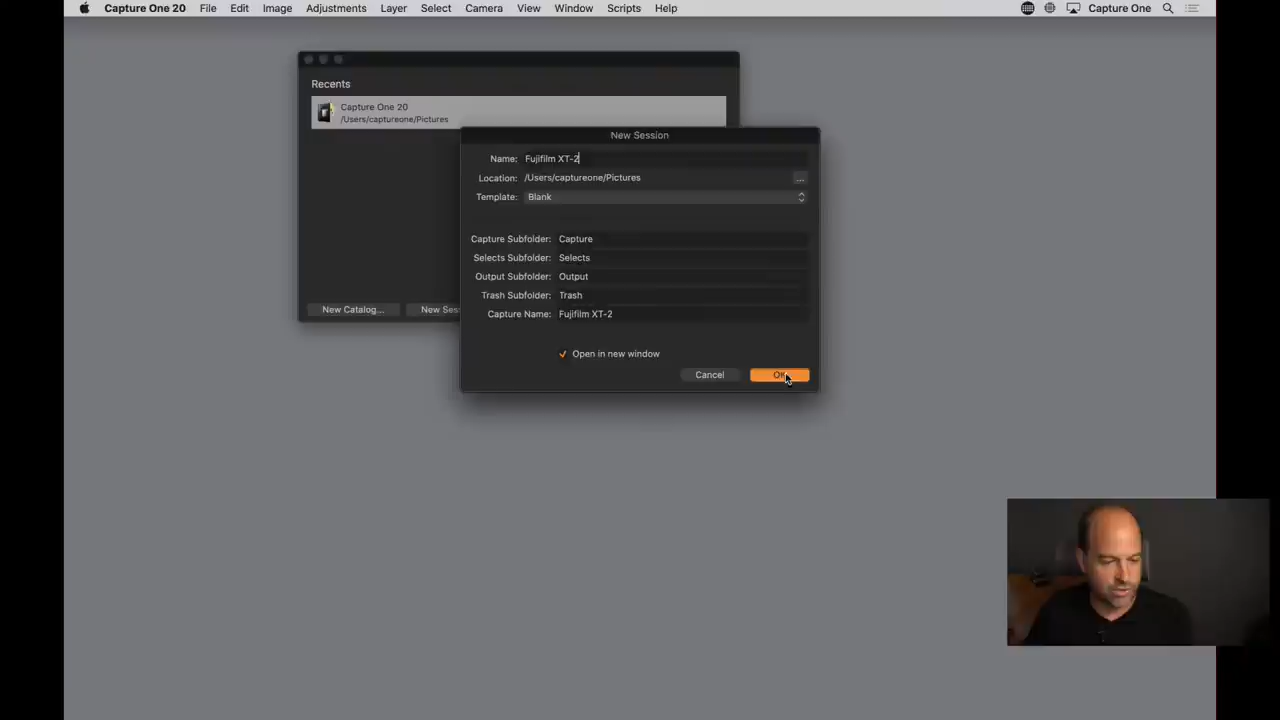 Capture One 20 File Edit Image Adjustments Layer Select Camera View Window Scripts Help Capture One
Recents
Capture One 20
/Users/captureone/Pictures
New Session
Name: Fujifilm XT-2
Location: /Users/captureone/Pictures ...
Template: Blank
Capture Subfolder: Capture
Selects Subfolder: Selects
Output Subfolder: Output
Trash Subfolder: Trash
Capture Name: Fujifilm XT-2
New Catalog... New Ses
Open in new window
Cancel OK